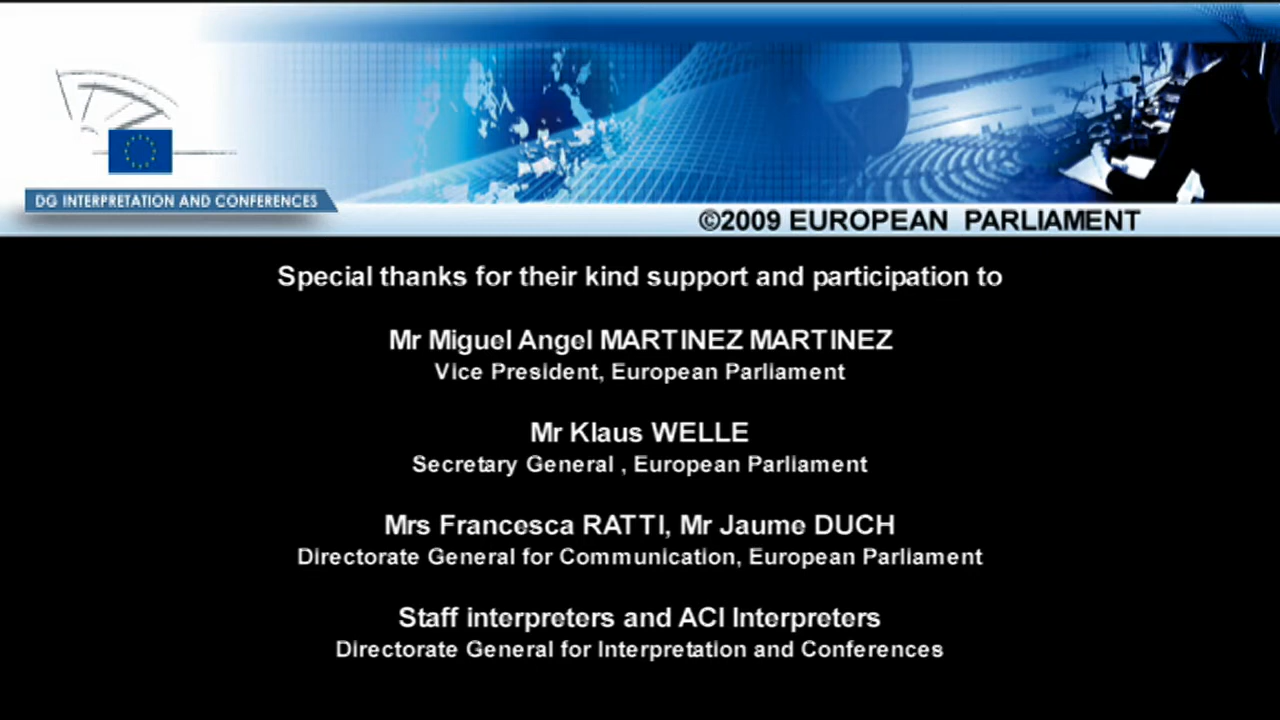 DG INTERPRETATION AND CONFERENCES
©2009 EUROPEAN PARLIAMENT
Special thanks for their kind support and participation to
Mr Miguel Angel MARTINEZ MARTINEZ
Vice President, European Parliament
Mr Klaus WELLE
Secretary General , European Parliament
Mrs Francesca RATTI, Mr Jaume DUCH
Directorate General for Communication, European Parliament
Staff interpreters and ACI Interpreters
Directorate General for Interpretation and Conferences